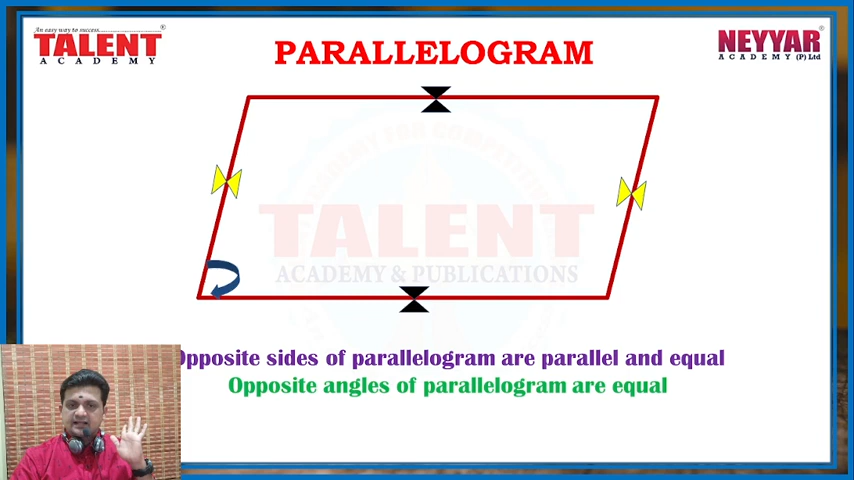 An easy way to success
TALENT
ACADEMY
PARALLELOGRAM
NEYYAR
ACADEMY (P) Ltd
TALENT
ACADEMY & PUBLICATIONS
Opposite sides of parallelogram are parallel and equal
Opposite angles of parallelogram are equal